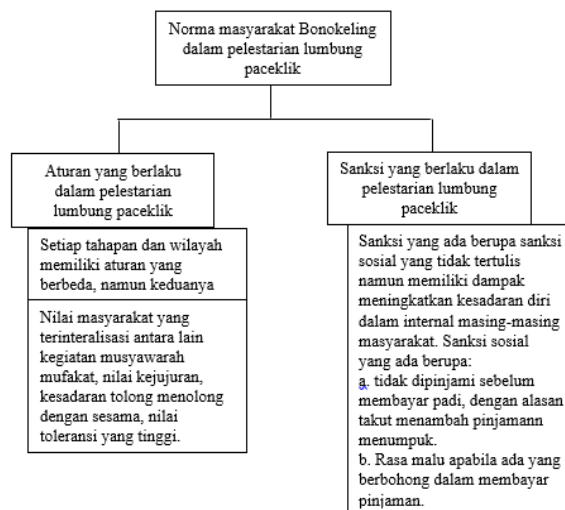 Norma masyarakat Bonokeling
dalam pelestarian lumbung
paceklik
Aturan yang berlaku
dalam pelestarian
lumbung paceklik
Setiap tahapan dan wilayah
memiliki aturan yang
berbeda, namun keduanya
Nilai masyarakat yang
terinteralisasi antara lain
kegiatan musyawarah
mufakat, nilai kejujuran,
kesadaran tolong menolong
dengan sesama, nilai
toleransi yang tinggi.
Sanksi yang berlaku dalam
pelestarian lumbung
paceklik
Sanksi yang ada berupa sanksi
sosial yang tidak tertulis
namun memiliki dampak
meningkatkan kesadaran diri
dalam internal masing-masing
masyarakat. Sanksi sosial
yang ada berupa:
a. tidak dipinjami sebelum
membayar padi, dengan alasan
takut menambah pinjamann
menumpuk.
b. Rasa malu apabila ada yang
berbohong dalam membayar
pinjaman.